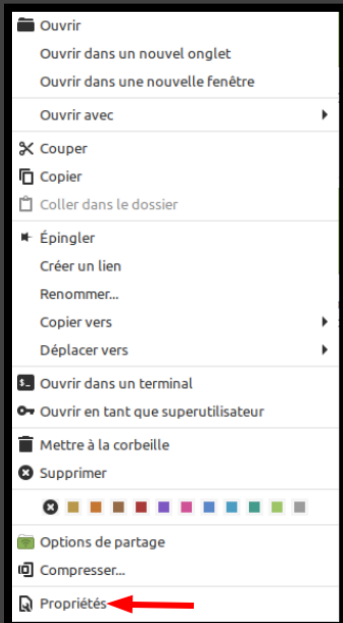 Ouvrir
Ouvrir dans un nouvel onglet
Ouvrir dans une nouvelle fenêtre
Ouvrir avec
Couper
Copier
Coller dans le dossier
Épingler
Créer un lien
Renommer...
Copier vers
Déplacer vers
Ouvrir dans un terminal
Ouvrir en tant que superutilisateur
Mettre à la corbeille
Supprimer
Options de partage
Compresser...
Propriétés